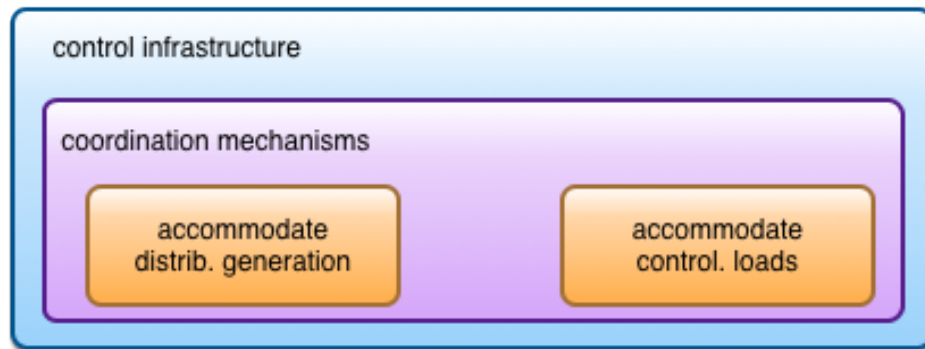 control infrastructure
coordination mechanisms
accommodate
distrib. generation
accommodate
control. loads